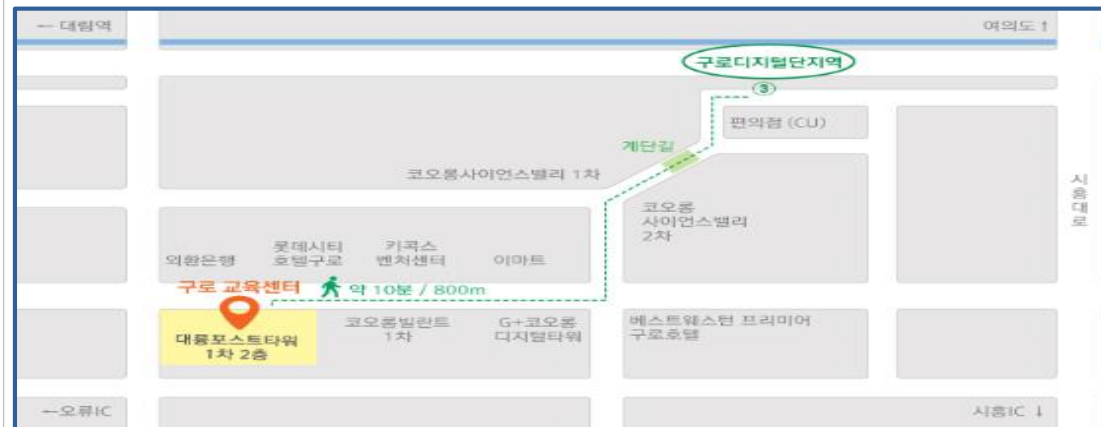 ← 대림역
여의도 ↑
구로디지털단지역
③
편의점 (CU)
계단길
코오롱사이언스밸리 1차
시흥대로
코오롱
사이언스밸리
2차
외환은행
롯데시티
호텔구로
키콕스
벤처센터
이마트
구로 교육센터
약 10분 / 800m
대륭포스트타워
1차 2층
코오롱빌란트
1차
G+코오롱
디지털타워
베스트웨스턴 프리미어
구로호텔
←오류IC
시흥IC ↓